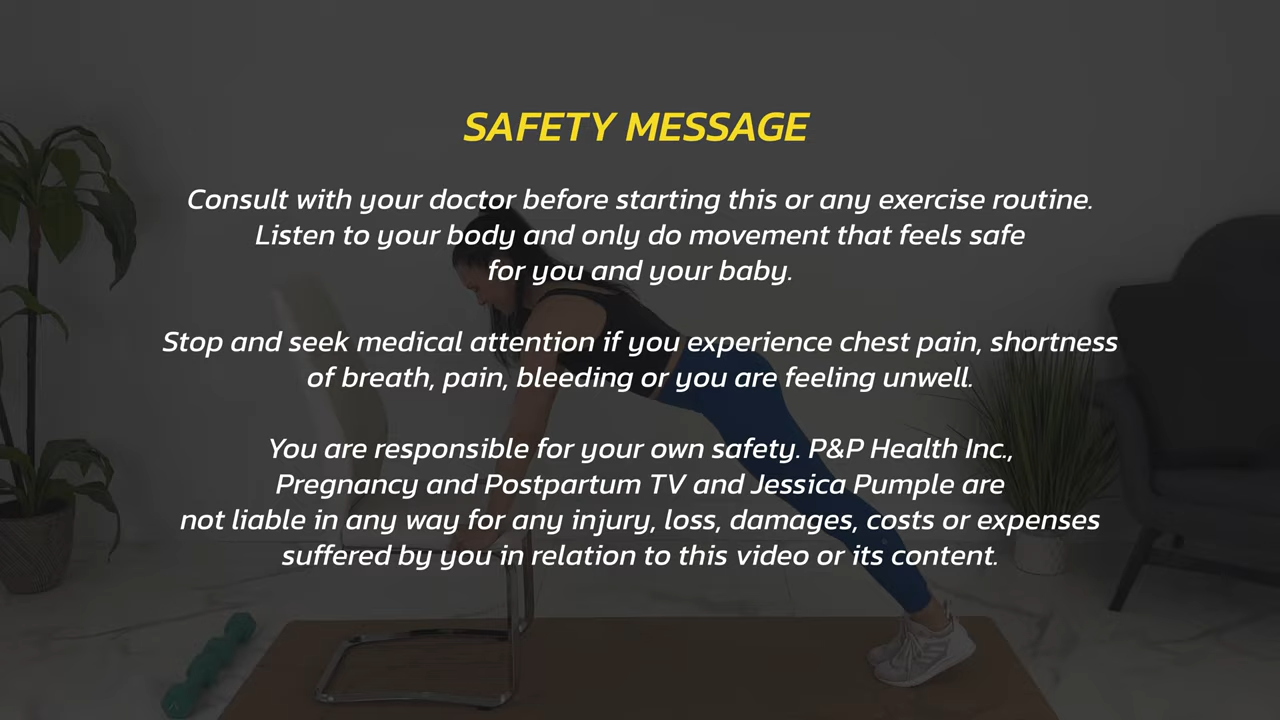 SAFETY MESSAGE
Consult with your doctor before starting this or any exercise routine.
Listen to your body and only do movement that feels safe
for you and your baby.
Stop and seek medical attention if you experience chest pain, shortness
of breath, pain, bleeding or you are feeling unwell.
You are responsible for your own safety. P&P Health Inc.,
Pregnancy and Postpartum TV and Jessica Pumple are
not liable in any way for any injury, loss, damages, costs or expenses
suffered by you in relation to this video or its content.